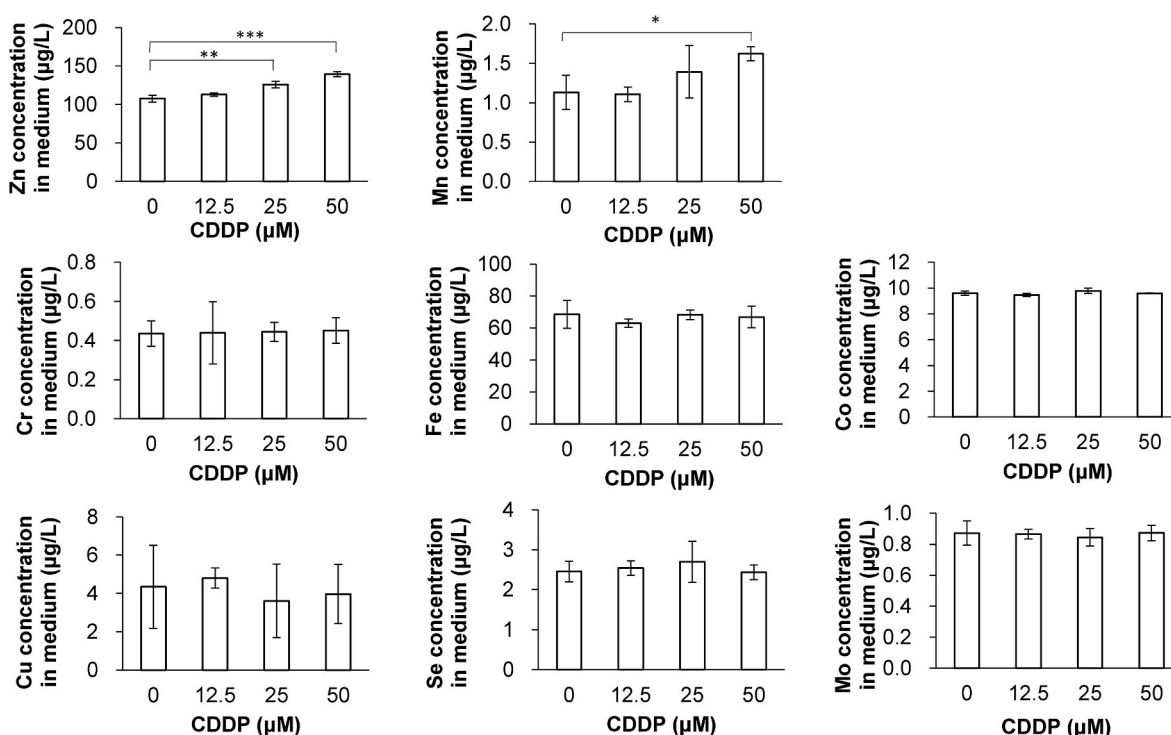 Zn concentration
in medium (µg/L)
200
150
100
50
0
***
**
0 12.5 25 50
CDDP (µM)
Mn concentration
in medium (µg/L)
2.0
1.5
1.0
0.5
0.0
*
0 12.5 25 50
CDDP (µM)
Cr concentration
in medium (µg/L)
0.8
0.6
0.4
0.2
0.0
0 12.5 25 50
CDDP (µM)
Fe concentration
in medium (µg/L)
100
80
60
40
20
0
0 12.5 25 50
CDDP (µM)
Co concentration
in medium (µg/L)
12
10
8
6
4
2
0
0 12.5 25 50
CDDP (µM)
Cu concentration
in medium (µg/L)
8
6
4
2
0
0 12.5 25 50
CDDP (µM)
Se concentration
in medium (µg/L)
4
3
2
1
0
0 12.5 25 50
CDDP (µM)
Mo concentration
in medium (µg/L)
1.0
0.8
0.6
0.4
0.2
0.0
0 12.5 25 50
CDDP (µM)